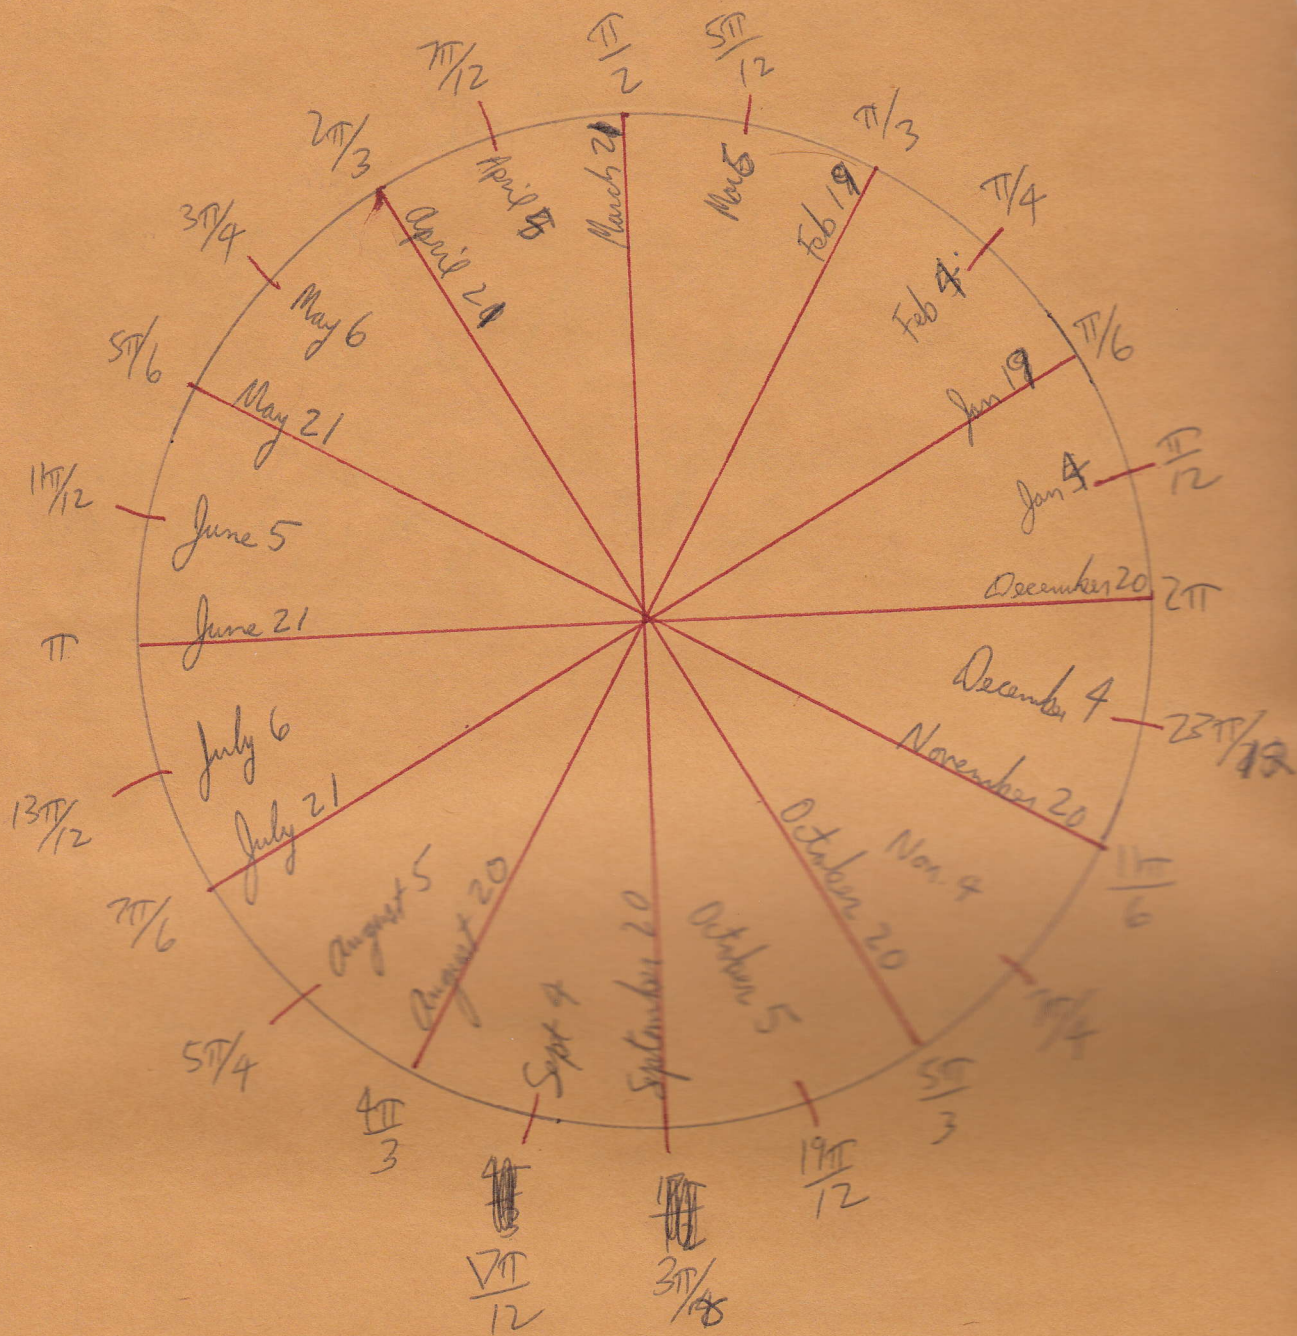 π/2
5π/12
π/3
π/4
π/6
π/12
2π
23π/12
11π/6
5π/3
19π/12
3π/
17π/12
4π/3
5π/4
7π/6
13π/12
π
11π/12
5π/6
3π/4
2π/3
7π/12
March 21
Mar 5
Feb 19
Feb 4
Jan 19
Jan 4
December 20
December 4
November 20
Nov. 4
October 20
October 5
September 20
Sept 4
August 20
August 5
July 21
July 6
June 21
June 5
May 21
May 6
April 21
April